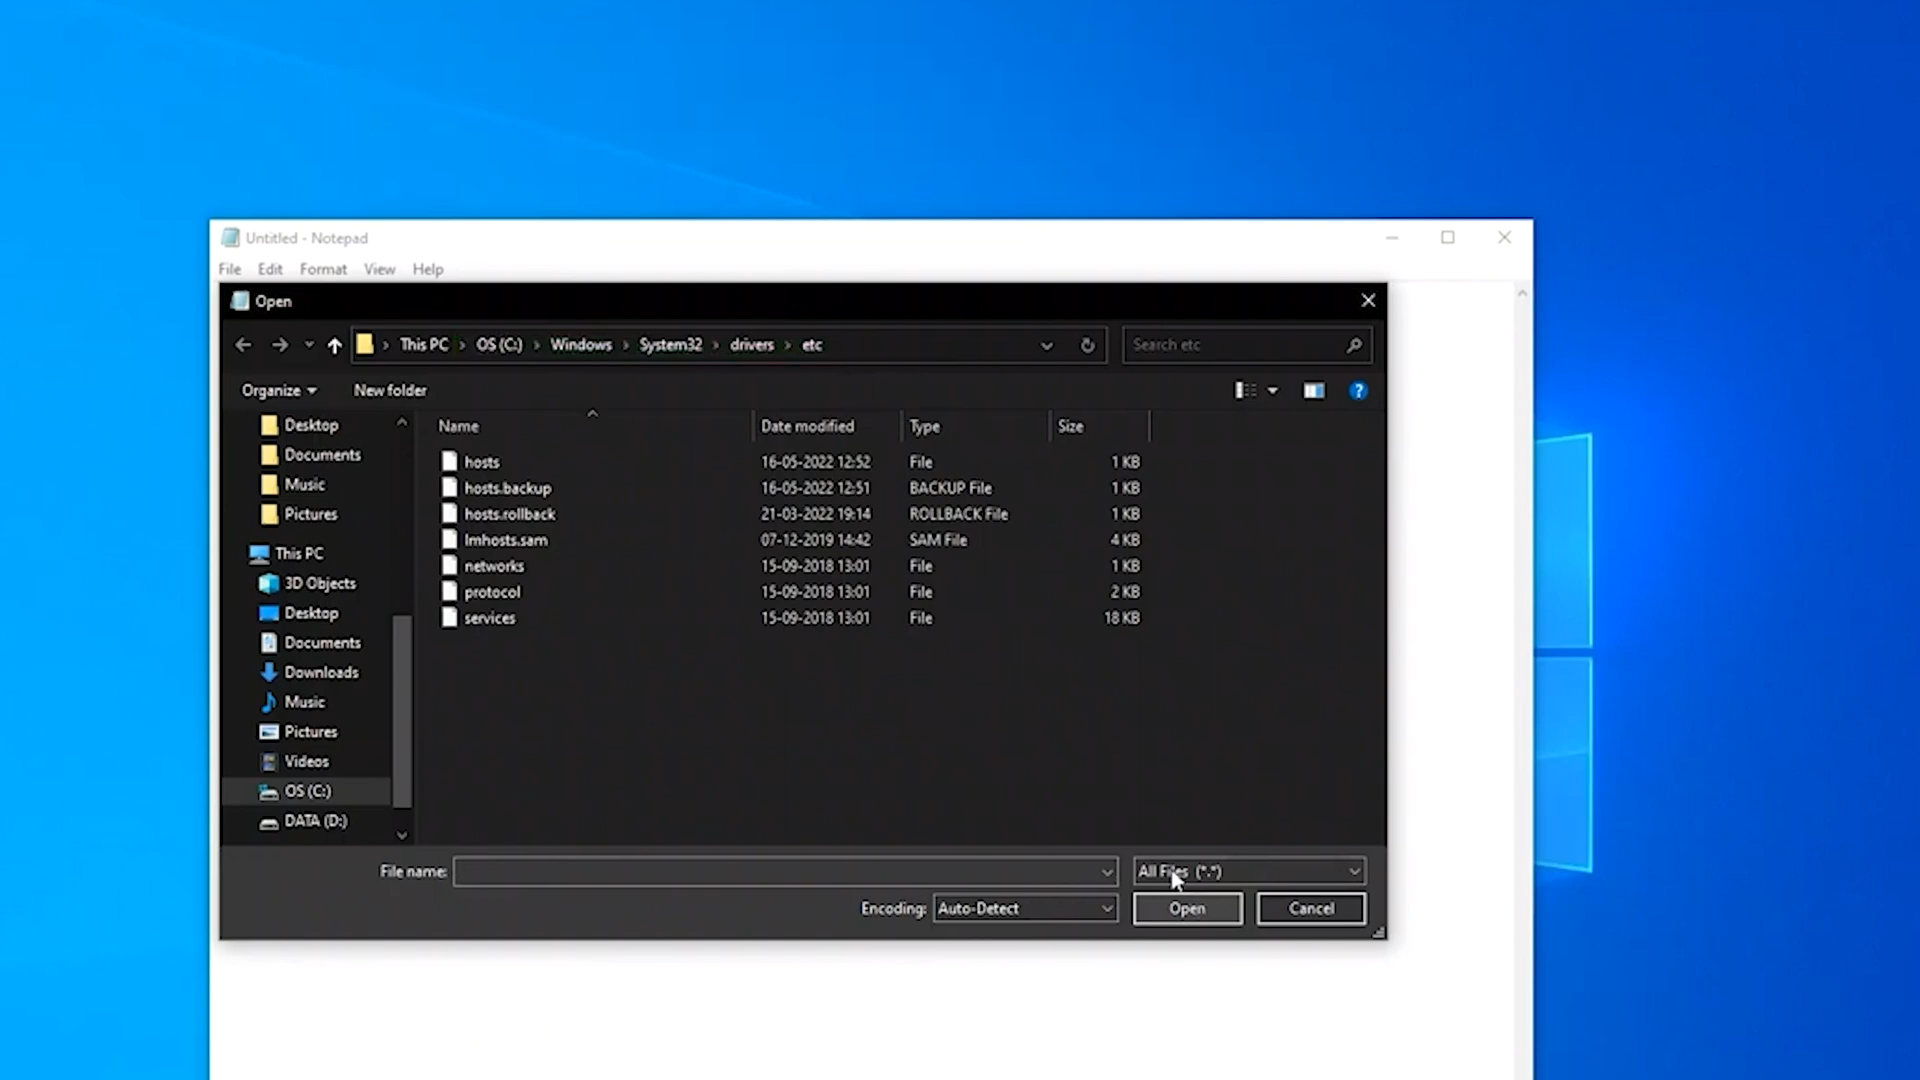 Untitled - Notepad
File Edit Format View Help
Open
This PC > OS (C:) > Windows > System32 > drivers > etc
Search etc
Organize New folder
?
Name Date modified Type Size
Desktop
Documents
Music
Pictures
This PC
3D Objects
Desktop
Documents
Downloads
Music
Pictures
Videos
OS (C:)
DATA (D:)
hosts 16-05-2022 12:52 File 1 KB
hosts.backup 16-05-2022 12:51 BACKUP File 1 KB
hosts.rollback 21-03-2022 19:14 ROLLBACK File 1 KB
lmhosts.sam 07-12-2019 14:42 SAM File 4 KB
networks 15-09-2018 13:01 File 1 KB
protocol 15-09-2018 13:01 File 2 KB
services 15-09-2018 13:01 File 18 KB
File name: All Files (*.*)
Encoding: Auto-Detect Open Cancel